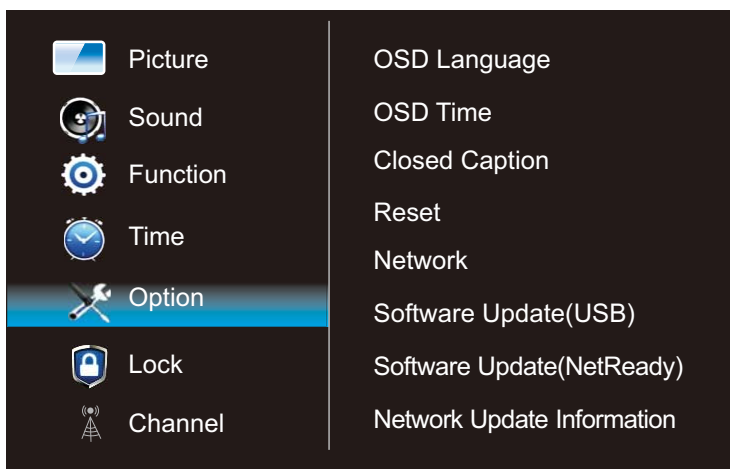 Picture
Sound
Function
Time
Option
Lock
Channel
OSD Language
OSD Time
Closed Caption
Reset
Network
Software Update(USB)
Software Update(NetReady)
Network Update Information